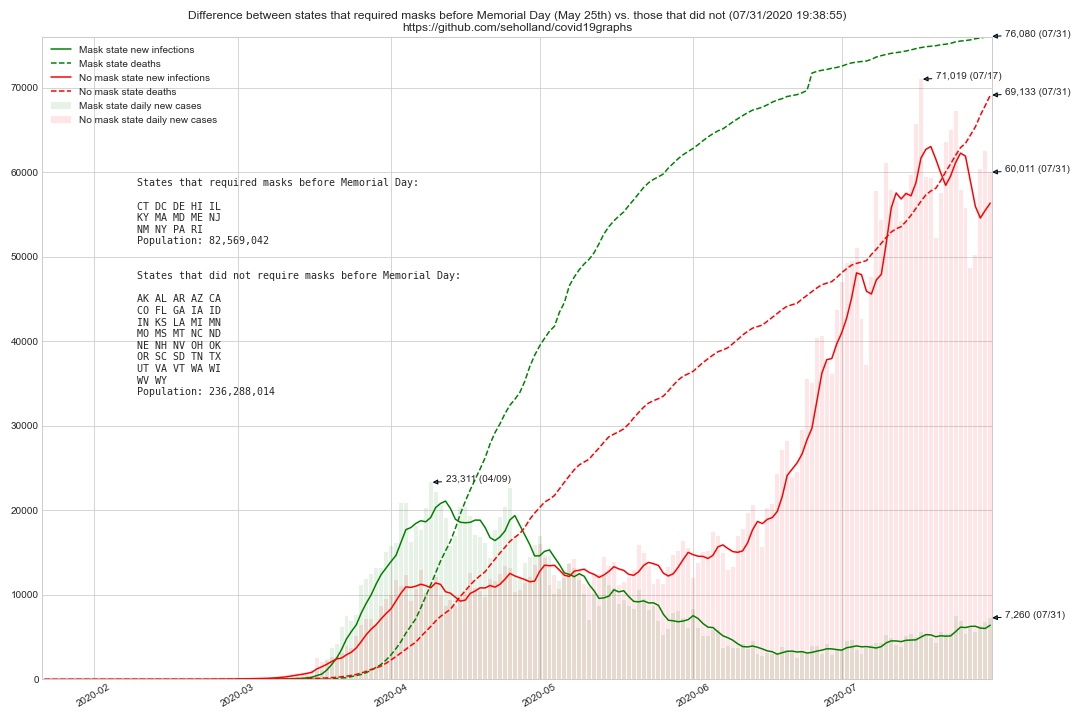 Difference between states that required masks before Memorial Day (May 25th) vs. those that did not (07/31/2020 19:38:55)
https://github.com/seholland/covid19graphs
Mask state new infections
Mask state deaths
No mask state new infections
No mask state deaths
Mask state daily new cases
No mask state daily new cases
76,080 (07/31)
71,019 (07/17)
69,133 (07/31)
60,011 (07/31)
States that required masks before Memorial Day:
CT DC DE HI IL
KY MA MD ME NJ
NM NY PA RI
Population: 82,569,042
States that did not require masks before Memorial Day:
AK AL AR AZ CA
CO FL GA IA ID
IN KS LA MI MN
MO MS MT NC ND
NE NH NV OH OK
OR SC SD TN TX
UT VA VT WA WI
WV WY
Population: 236,288,014
23,311 (04/09)
7,260 (07/31)
70000
60000
50000
40000
30000
20000
10000
0
2020-02
2020-03
2020-04
2020-05
2020-06
2020-07